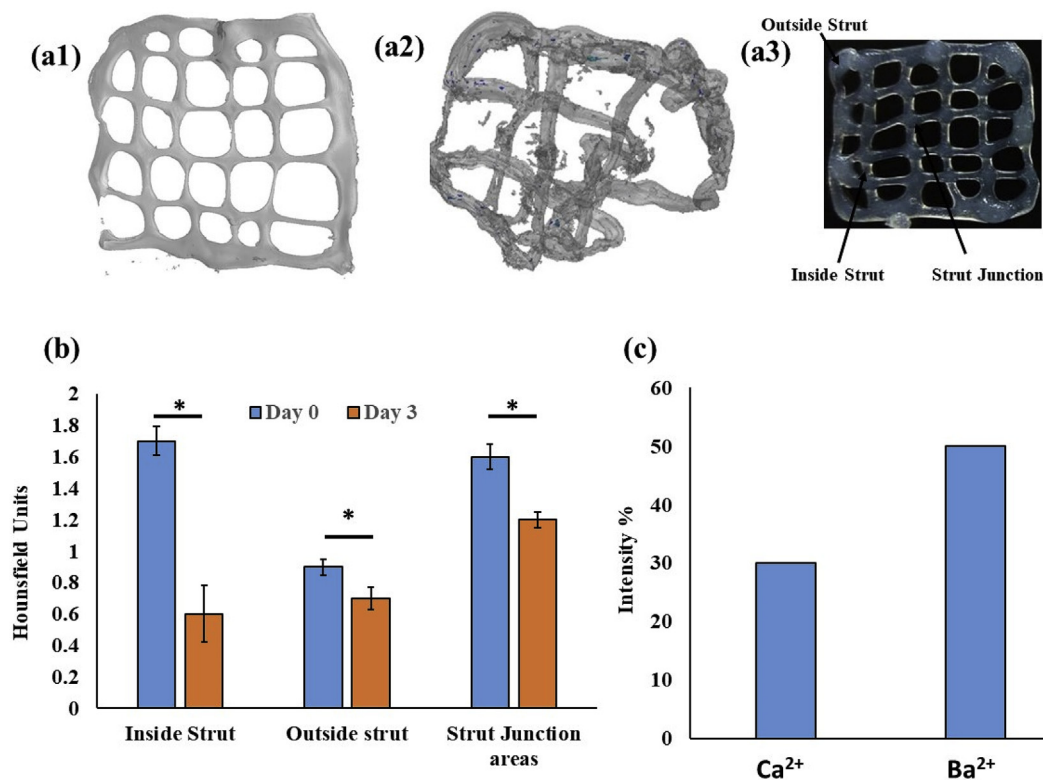 (a1)
(a2)
(a3)
Outside Strut
Inside Strut
Strut Junction
(b)
Hounsfield Units
2
1.8
1.6
1.4
1.2
1
0.8
0.6
0.4
0.2
0
Day 0
Day 3
*
*
*
Inside Strut
Outside strut
Strut Junction
areas
(c)
Intensity %
60
50
40
30
20
10
0
Ca²⁺
Ba²⁺